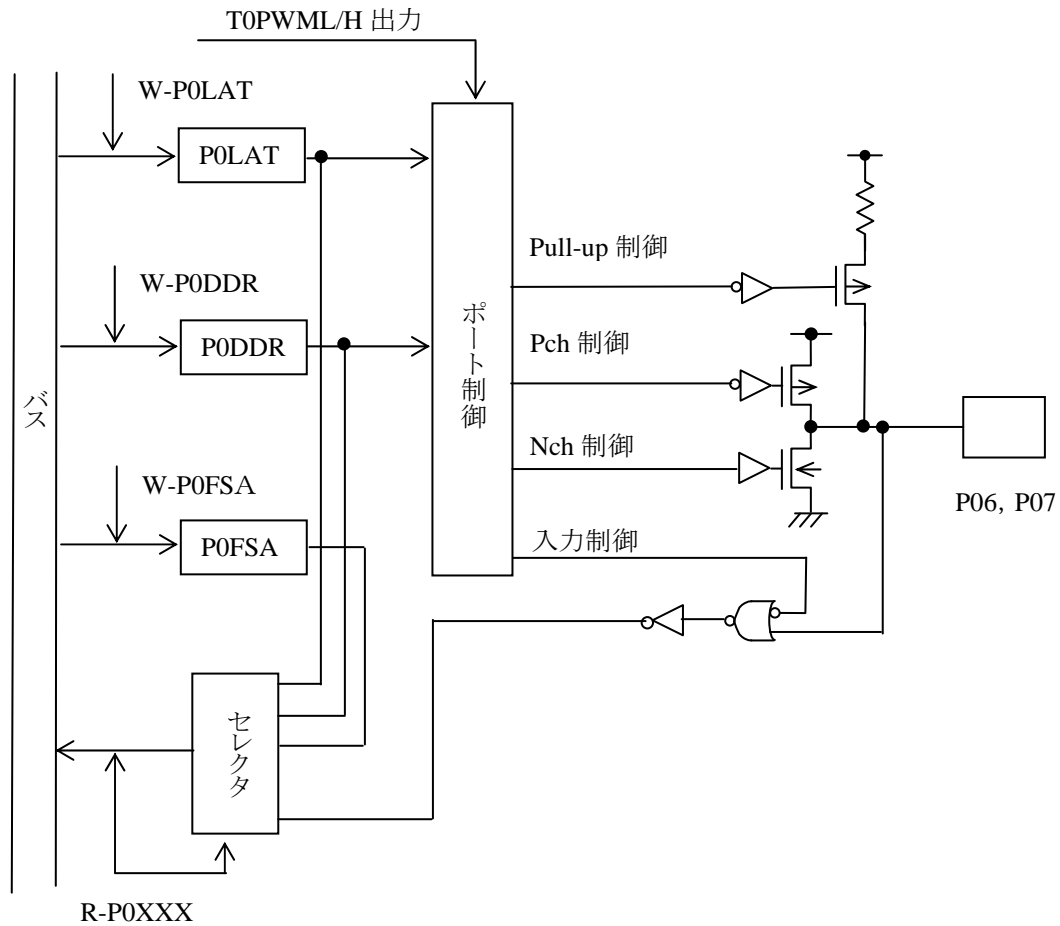 T0PWML/H 出力
W-P0LAT
P0LAT
Pull-up 制御
W-P0DDR
P0DDR
ポート制御
Pch 制御
バス
Nch 制御
W-P0FSA
P06, P07
P0FSA
入力制御
セレクタ
R-P0XXX